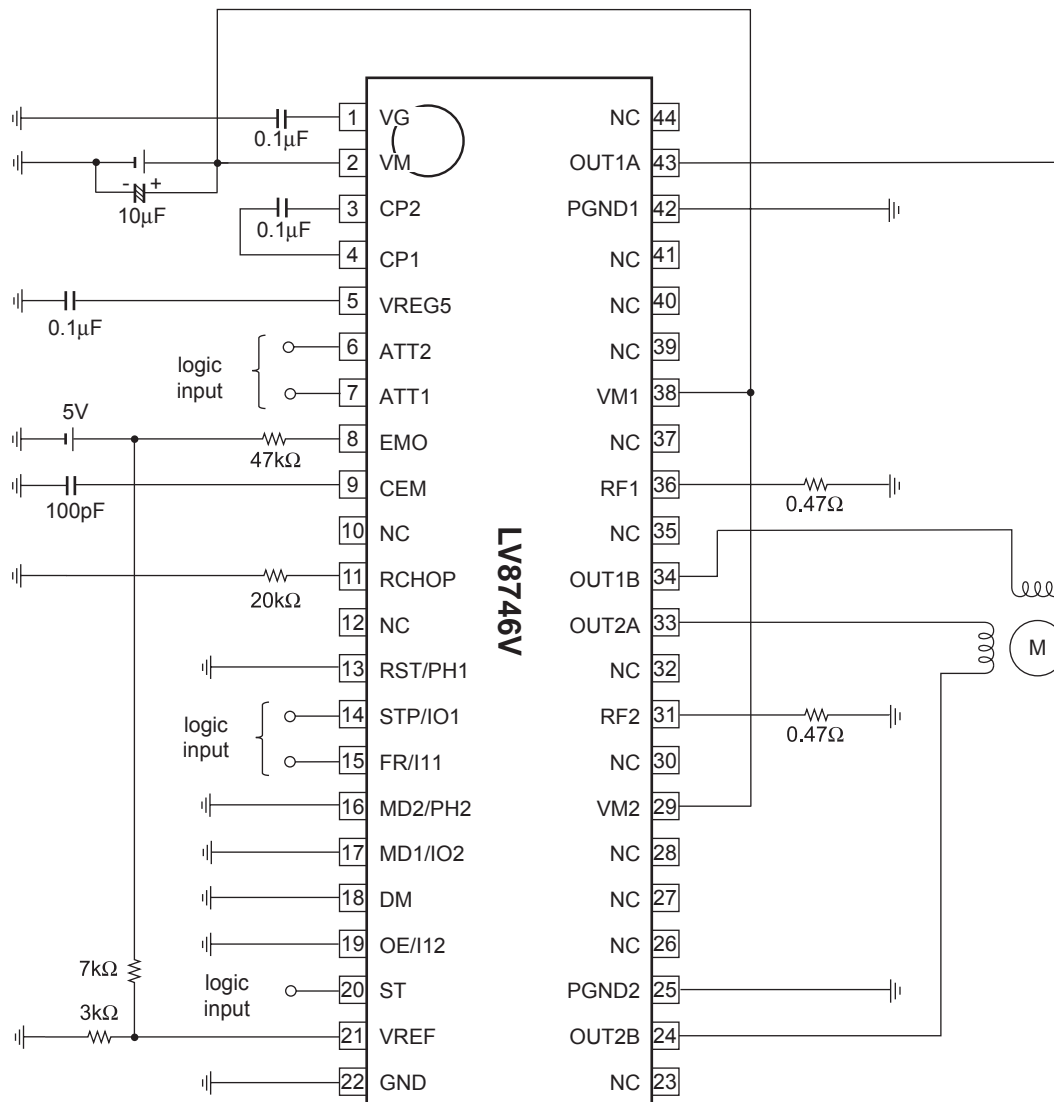 1 VG NC 44
0.1μF
2 VM OUT1A 43
- +
10μF
3 CP2 PGND1 42
0.1μF
4 CP1 NC 41
5 VREG5 NC 40
0.1μF
logic
input
6 ATT2 NC 39
7 ATT1 VM1 38
5V
8 EMO NC 37
47kΩ
9 CEM RF1 36
100pF
0.47Ω
10 NC NC 35
11 RCHOP OUT1B 34
20kΩ
LV8746V
12 NC OUT2A 33
M
13 RST/PH1 NC 32
logic
input
14 STP/IO1 RF2 31
0.47Ω
15 FR/I11 NC 30
16 MD2/PH2 VM2 29
17 MD1/IO2 NC 28
18 DM NC 27
19 OE/I12 NC 26
7kΩ
logic
input
20 ST PGND2 25
3kΩ
21 VREF OUT2B 24
22 GND NC 23